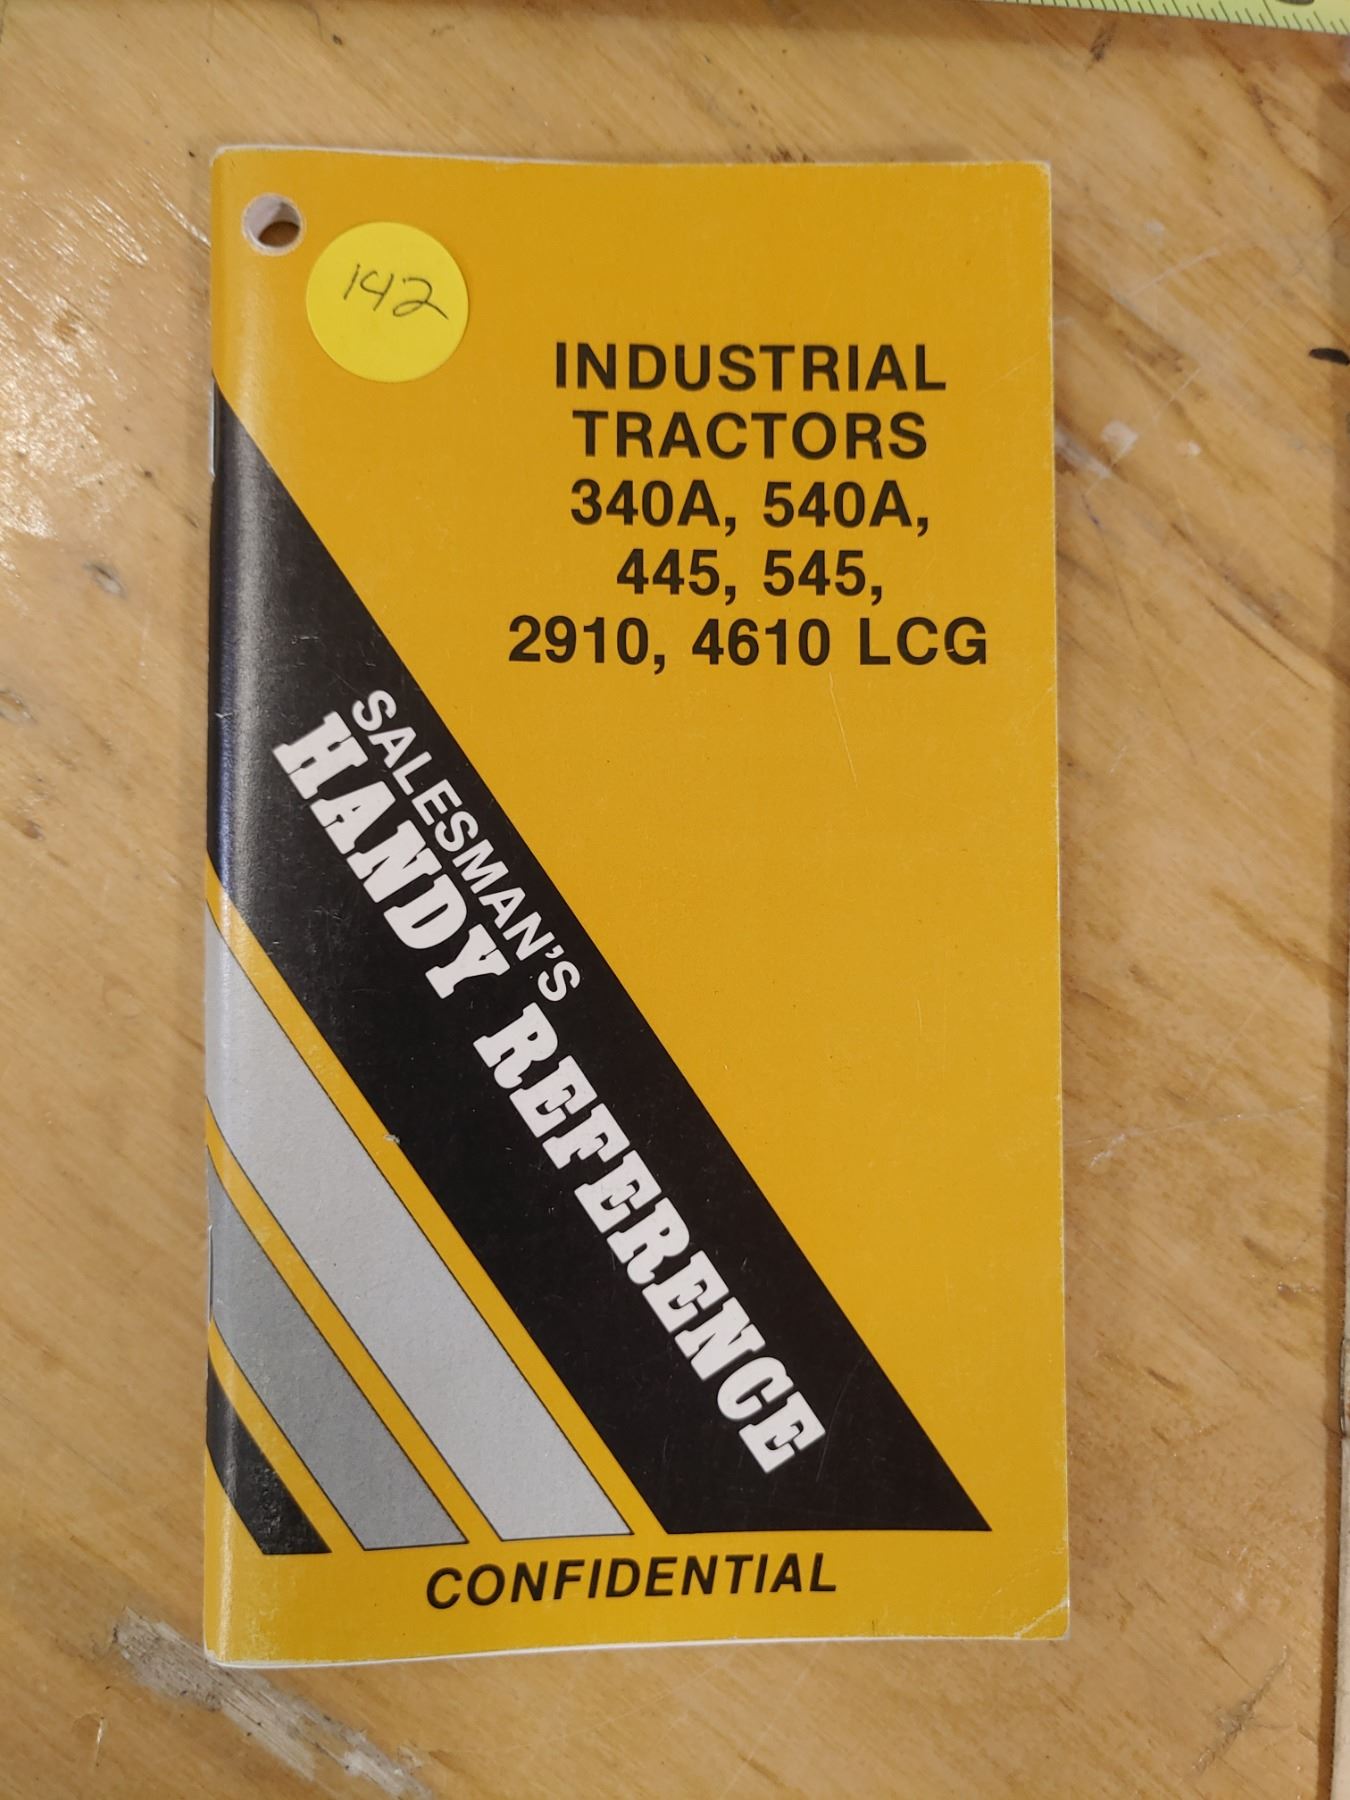 142
INDUSTRIAL
TRACTORS
340A, 540A,
445, 545,
2910, 4610 LCG
SALESMAN'S
HANDY REFERENCE
CONFIDENTIAL